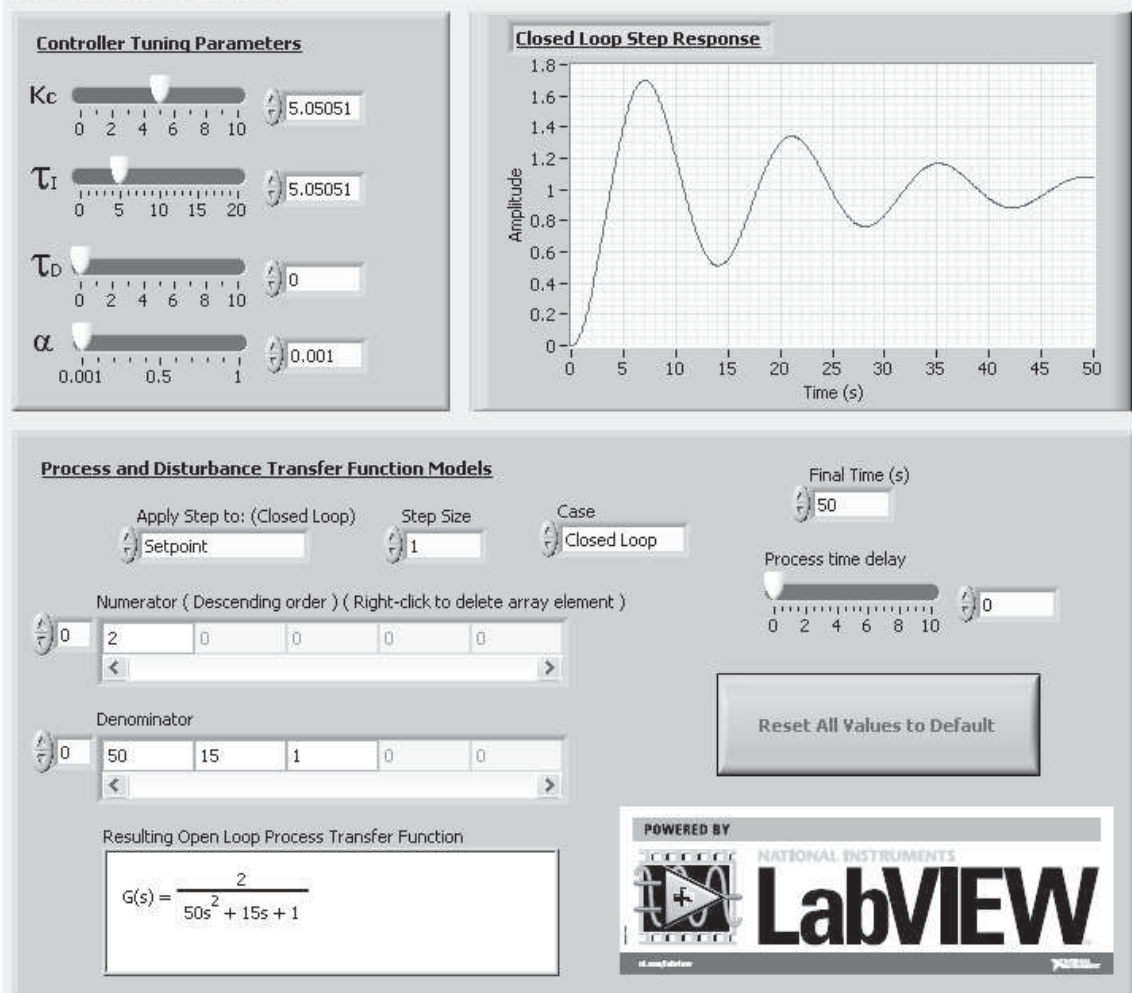 Controller Tuning Parameters
Kc
5.05051
0 2 4 6 8 10
τI
5.05051
0 5 10 15 20
τD
0
0 2 4 6 8 10
α
0.001
0.001 0.5 1
Closed Loop Step Response
Amplitude
1.8
1.6
1.4
1.2
1
0.8
0.6
0.4
0.2
0
0 5 10 15 20 25 30 35 40 45 50
Time (s)
Process and Disturbance Transfer Function Models
Apply Step to: (Closed Loop)
Setpoint
Step Size
1
Case
Closed Loop
Final Time (s)
50
Process time delay
0
0 2 4 6 8 10
Numerator ( Descending order ) ( Right-click to delete array element )
0 2 0 0 0 0
Denominator
0 50 15 1 0 0
Reset All Values to Default
Resulting Open Loop Process Transfer Function
G(s) = 2 / 50s² + 15s + 1
POWERED BY
NATIONAL INSTRUMENTS
LabVIEW